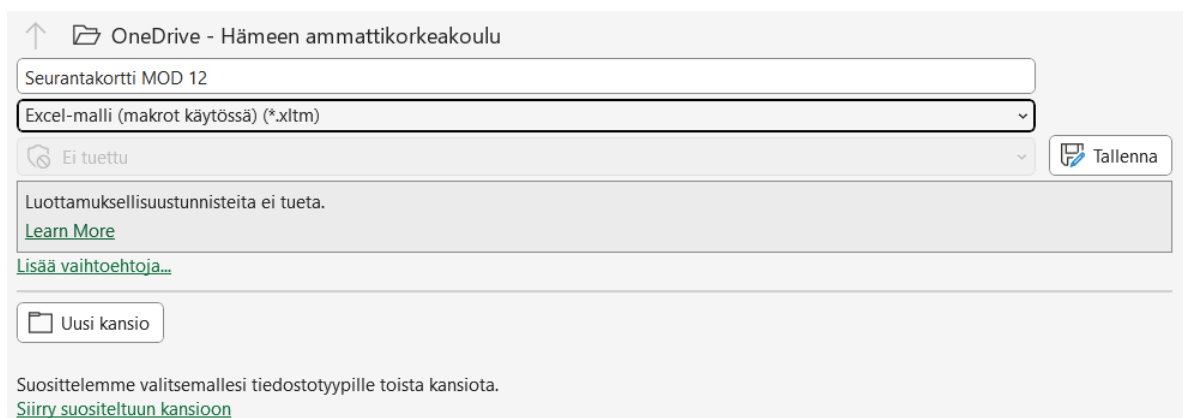 OneDrive - Hämeen ammattikorkeakoulu
Seurantakortti MOD 12
Excel-malli (makrot käytössä) (*.xltm)
Ei tuettu
Tallenna
Luottamuksellisuustunnisteita ei tueta.
Learn More
Lisää vaihtoehtoja...
Uusi kansio
Suosittelemme valitsemallesi tiedostotyypille toista kansiota.
Siirry suositeltuun kansioon